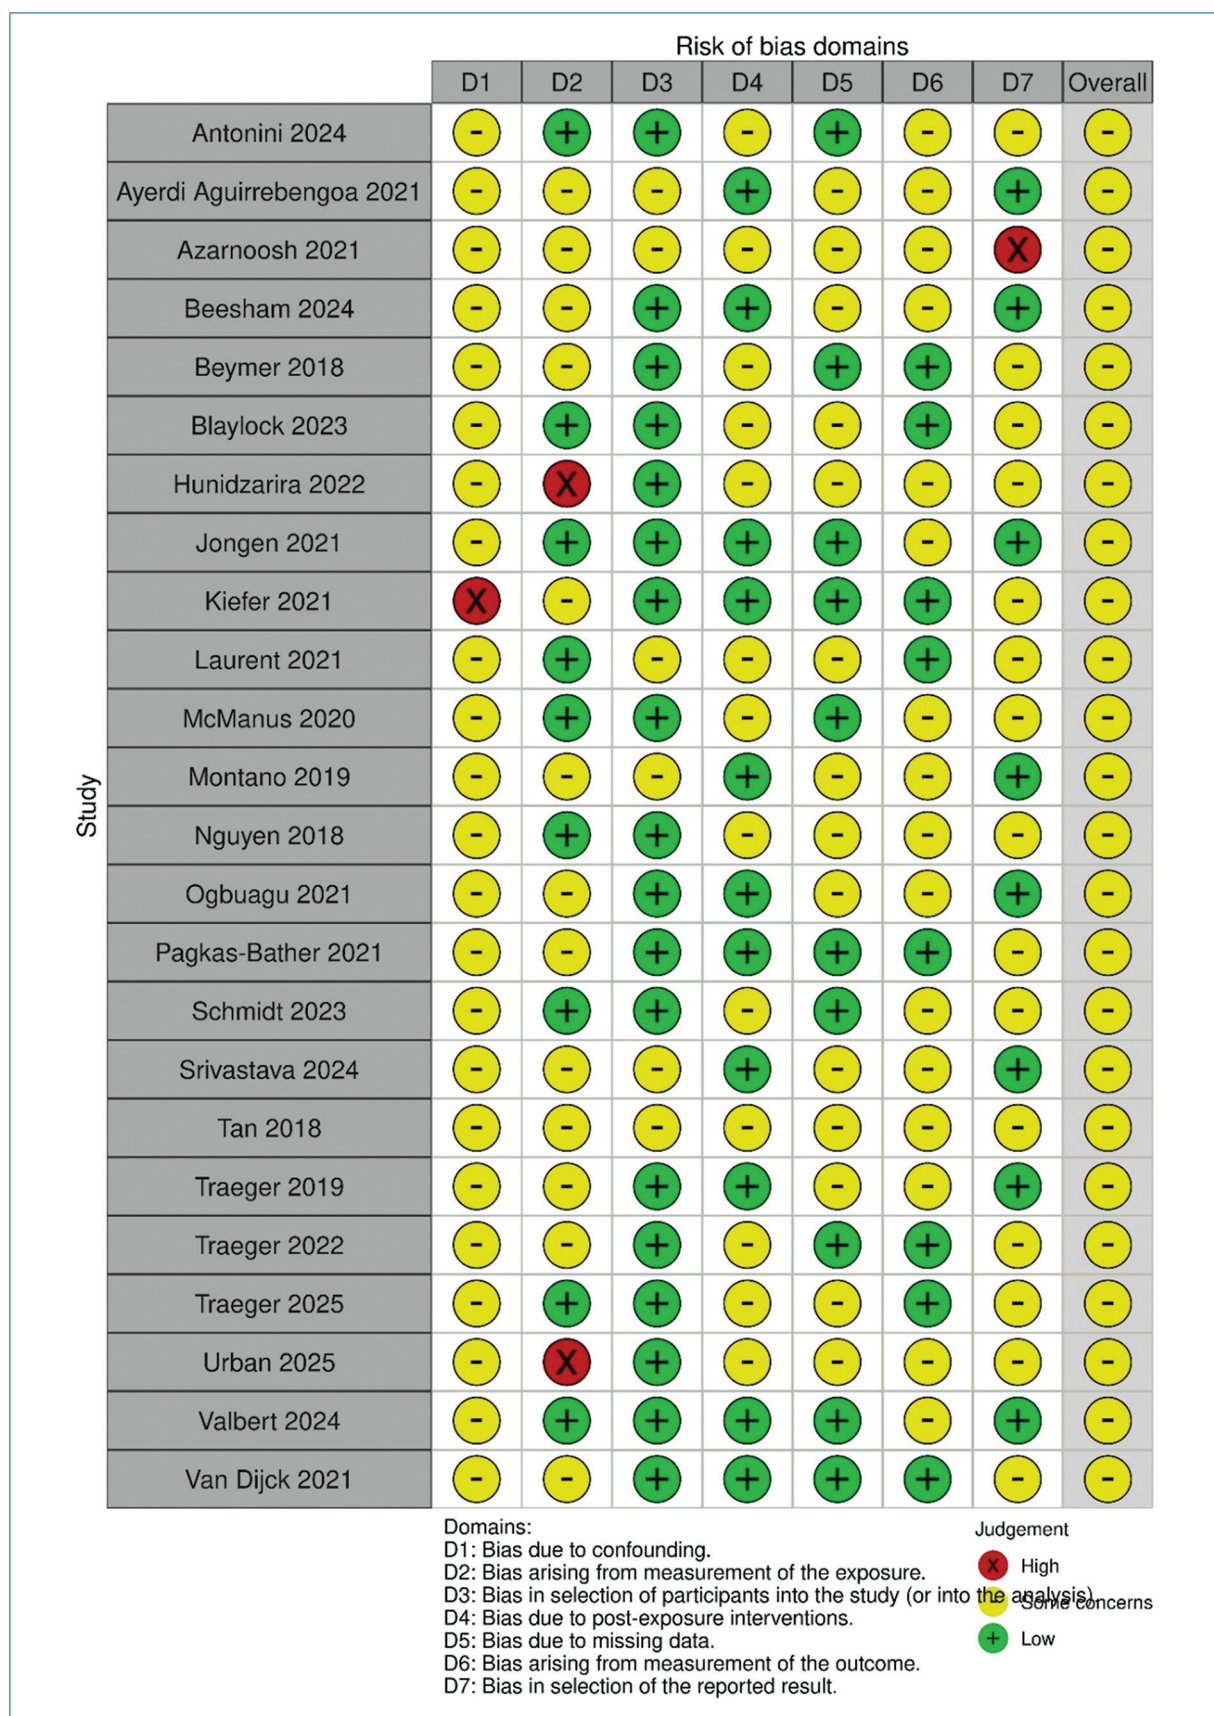 Risk of bias domains
D1 D2 D3 D4 D5 D6 D7 Overall
Study
Antonini 2024 - + + - + - - -
Ayerdi Aguirrebengoa 2021 - - - + - - + -
Azarnoosh 2021 - - - - - - X -
Beesham 2024 - - + + - - + -
Beymer 2018 - - + - + + - -
Blaylock 2023 - + + - - + - -
Hunidzarira 2022 - X + - - - - -
Jongen 2021 - + + + + - + -
Kiefer 2021 X - + + + + - -
Laurent 2021 - + - - - + - -
McManus 2020 - + + - + - - -
Montano 2019 - - - + - - + -
Nguyen 2018 - + + - - - - -
Ogbuagu 2021 - - + + - - + -
Pagkas-Bather 2021 - - + + + + - -
Schmidt 2023 - + + - + - - -
Srivastava 2024 - - - + - - + -
Tan 2018 - - - - - - - -
Traeger 2019 - - + + - - + -
Traeger 2022 - - + - + + - -
Traeger 2025 - + + - - + - -
Urban 2025 - X + - - - - -
Valbert 2024 - + + + + - + -
Van Dijck 2021 - - + + + + - -
Domains:
D1: Bias due to confounding.
D2: Bias arising from measurement of the exposure.
D3: Bias in selection of participants into the study (or into the analysis).
D4: Bias due to post-exposure interventions.
D5: Bias due to missing data.
D6: Bias arising from measurement of the outcome.
D7: Bias in selection of the reported result.
Judgement
X High
- Some concerns
+ Low